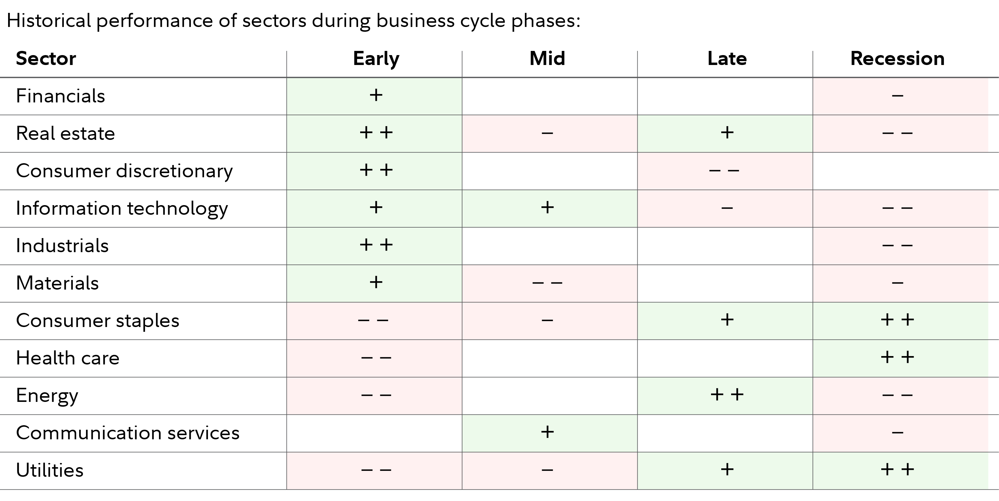 Historical performance of sectors during business cycle phases:
Sector Early Mid Late Recession
Financials + –
Real estate + + – + – –
Consumer discretionary + + – –
Information technology + + – – –
Industrials + + – –
Materials + – – –
Consumer staples – – – + + +
Health care – – + +
Energy – – + + – –
Communication services + –
Utilities – – – + + +